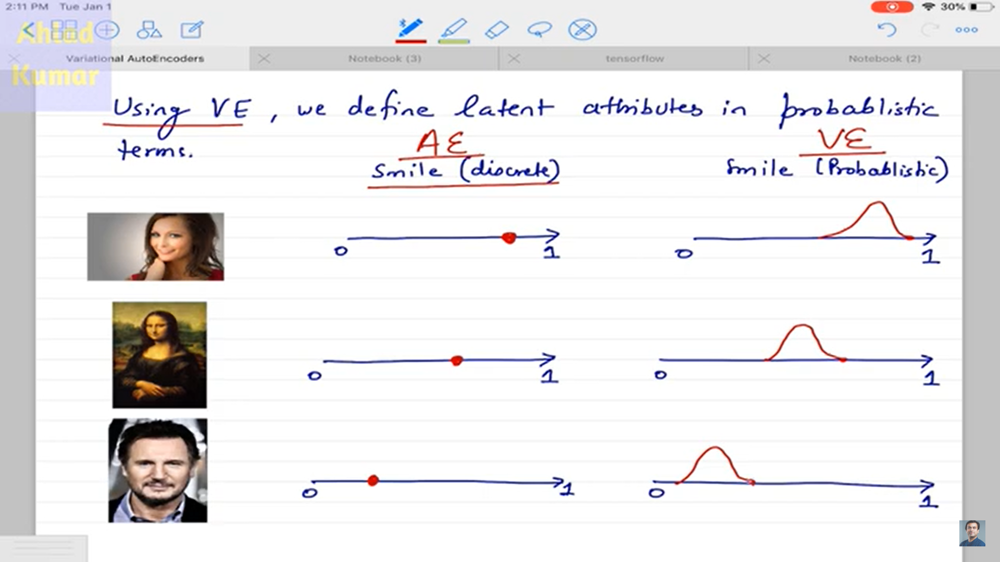 2:11 PM Tue Jan 1
30%
Ahlad
Kumar
Variational AutoEncoders
Notebook (3)
tensorflow
Notebook (2)
Using VE , we define latent attributes in probablistic
terms.
AE
VE
Smile (discrete)
Smile (Probablistic)
0 1
0 1
0 1
0 1
0 1
0 1